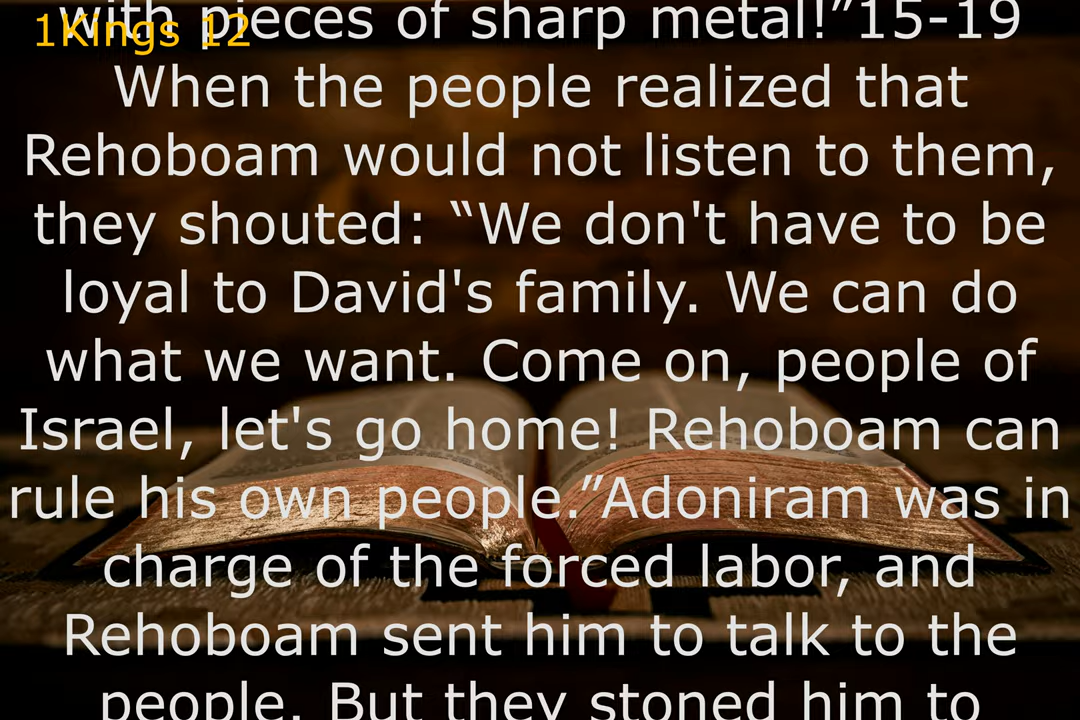 1Kings 12
with pieces of sharp metal!”15-19
When the people realized that
Rehoboam would not listen to them,
they shouted: “We don't have to be
loyal to David's family. We can do
what we want. Come on, people of
Israel, let's go home! Rehoboam can
rule his own people.”Adoniram was in
charge of the forced labor, and
Rehoboam sent him to talk to the
people. But they stoned him to